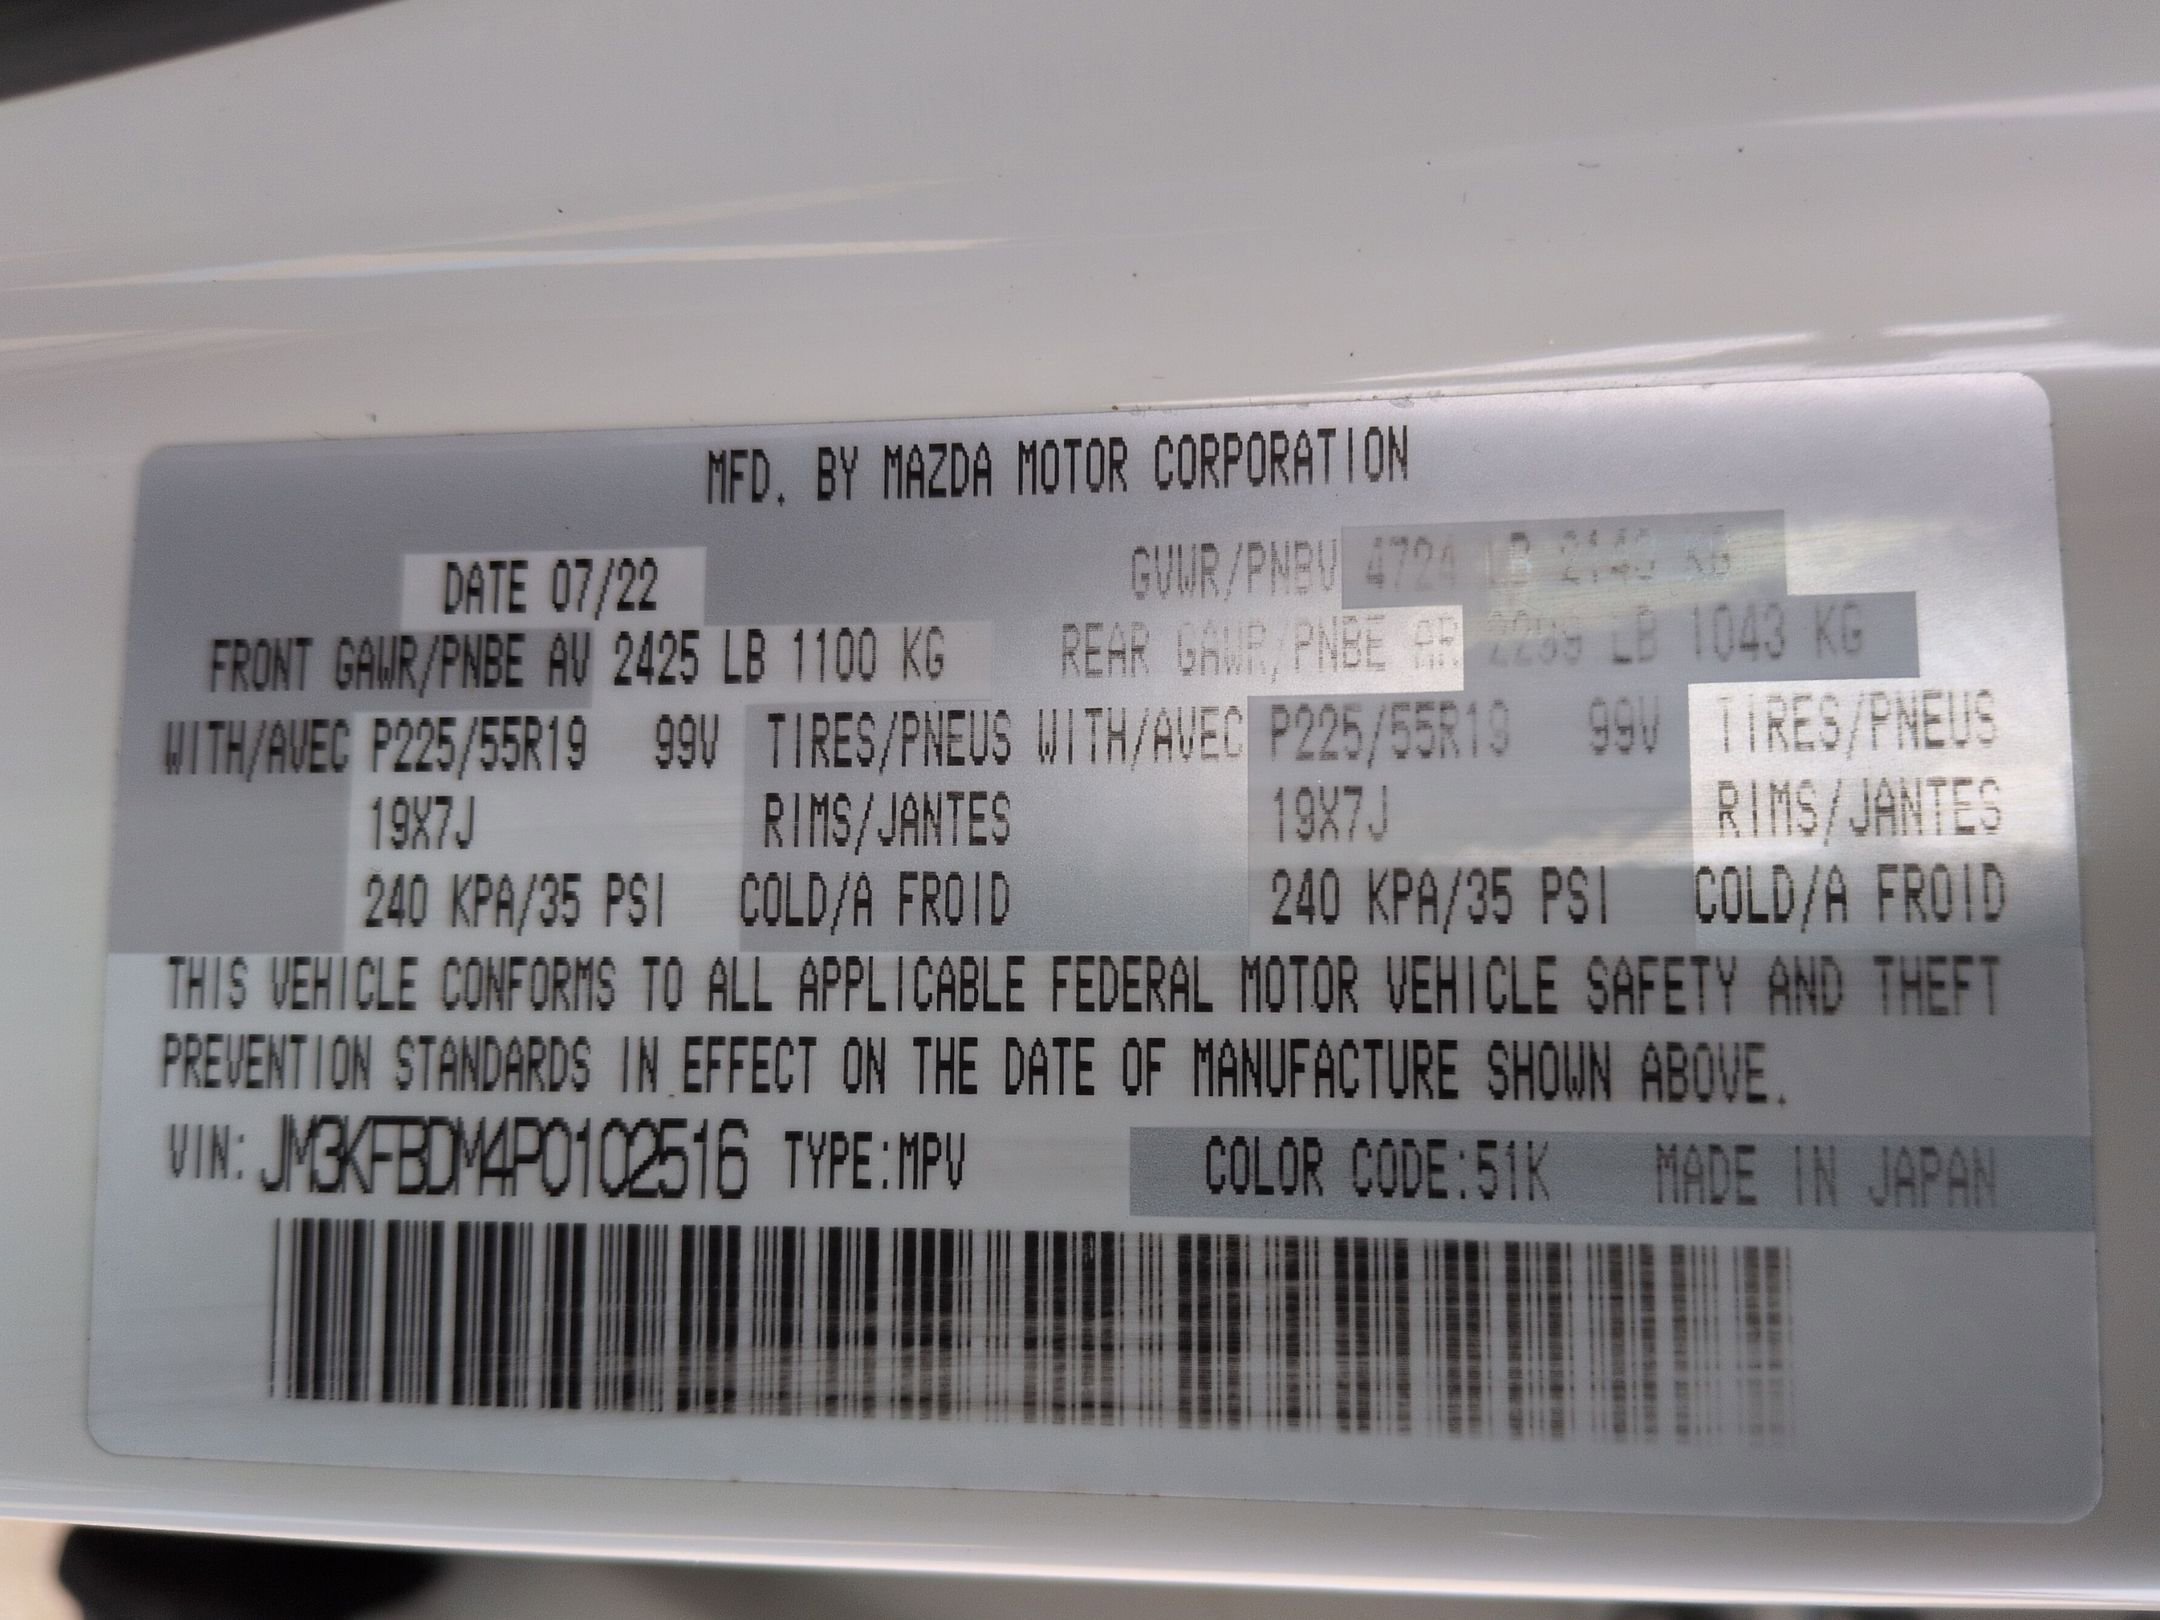 MFD. BY MAZDA MOTOR CORPORATION
DATE 07/22 GVWR/PNBV 4724 LB KG
FRONT GAWR/PNBE AV 2425 LB 1100 KG REAR GAWR/PNBE AR LB 1043 KG
WITH/AVEC P225/55R19 99V TIRES/PNEUS WITH/AVEC P225/55R19 99V TIRES/PNEUS
19X7J RIMS/JANTES 19X7J RIMS/JANTES
240 KPA/35 PSI COLD/A FROID 240 KPA/35 PSI COLD/A FROID
THIS VEHICLE CONFORMS TO ALL APPLICABLE FEDERAL MOTOR VEHICLE SAFETY AND THEFT
PREVENTION STANDARDS IN EFFECT ON THE DATE OF MANUFACTURE SHOWN ABOVE.
VIN: JM3KFBDM4P0102516 TYPE:MPV COLOR CODE:51K MADE IN JAPAN